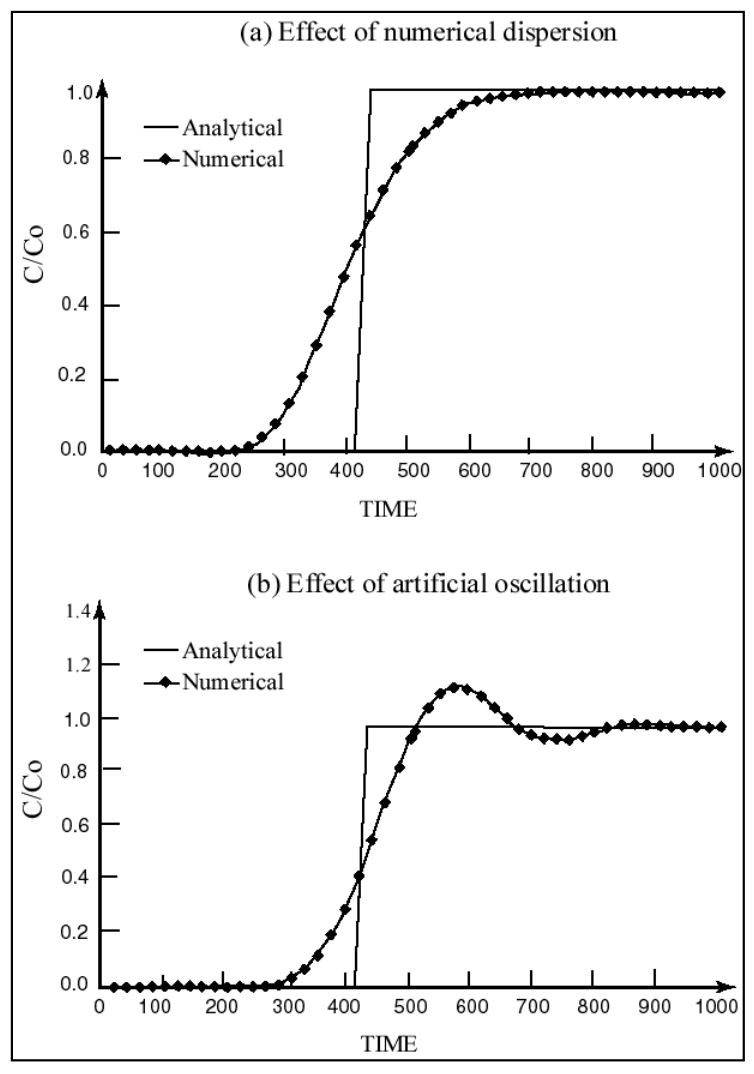 (a) Effect of numerical dispersion
1.0
Analytical
0.8
Numerical
0.6
C/Co
0.4
0.2
0.0
0 100 200 300 400 500 600 700 800 900 1000
TIME
(b) Effect of artificial oscillation
1.4
Analytical
1.2
Numerical
1.0
0.8
C/Co
0.6
0.4
0.2
0.0
0 100 200 300 400 500 600 700 800 900 1000
TIME